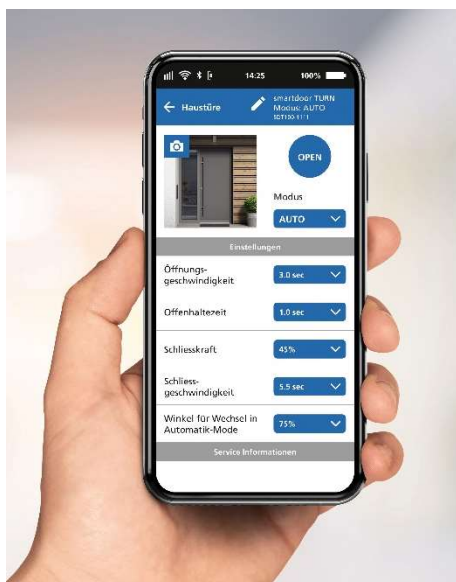 14:25
100%
Haustüre
smartdoor TURN
Modus: AUTO
OPEN
Modus
AUTO
Einstellungen
Öffnungs-
geschwindigkeit
3.0 sec
Offenhaltezeit
1.0 sec
Schliesskraft
45%
Schliess-
geschwindigkeit
5.5 sec
Winkel für Wechsel in
Automatik-Mode
75%
Service Informationen